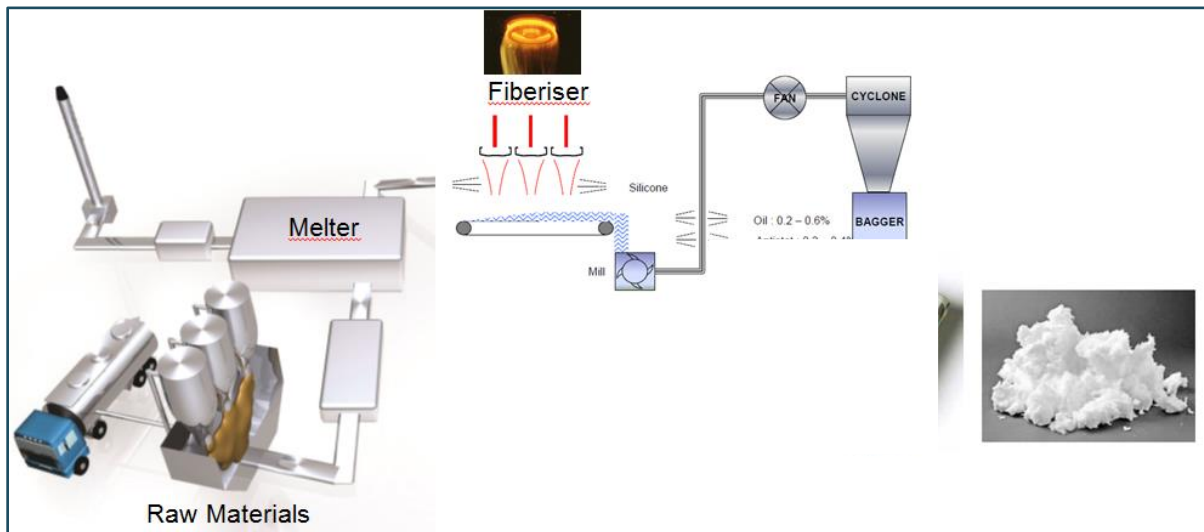 Fiberiser
FAN
CYCLONE
Melter
Silicone
Oil : 0.2 – 0.6%
BAGGER
Mill
Raw Materials